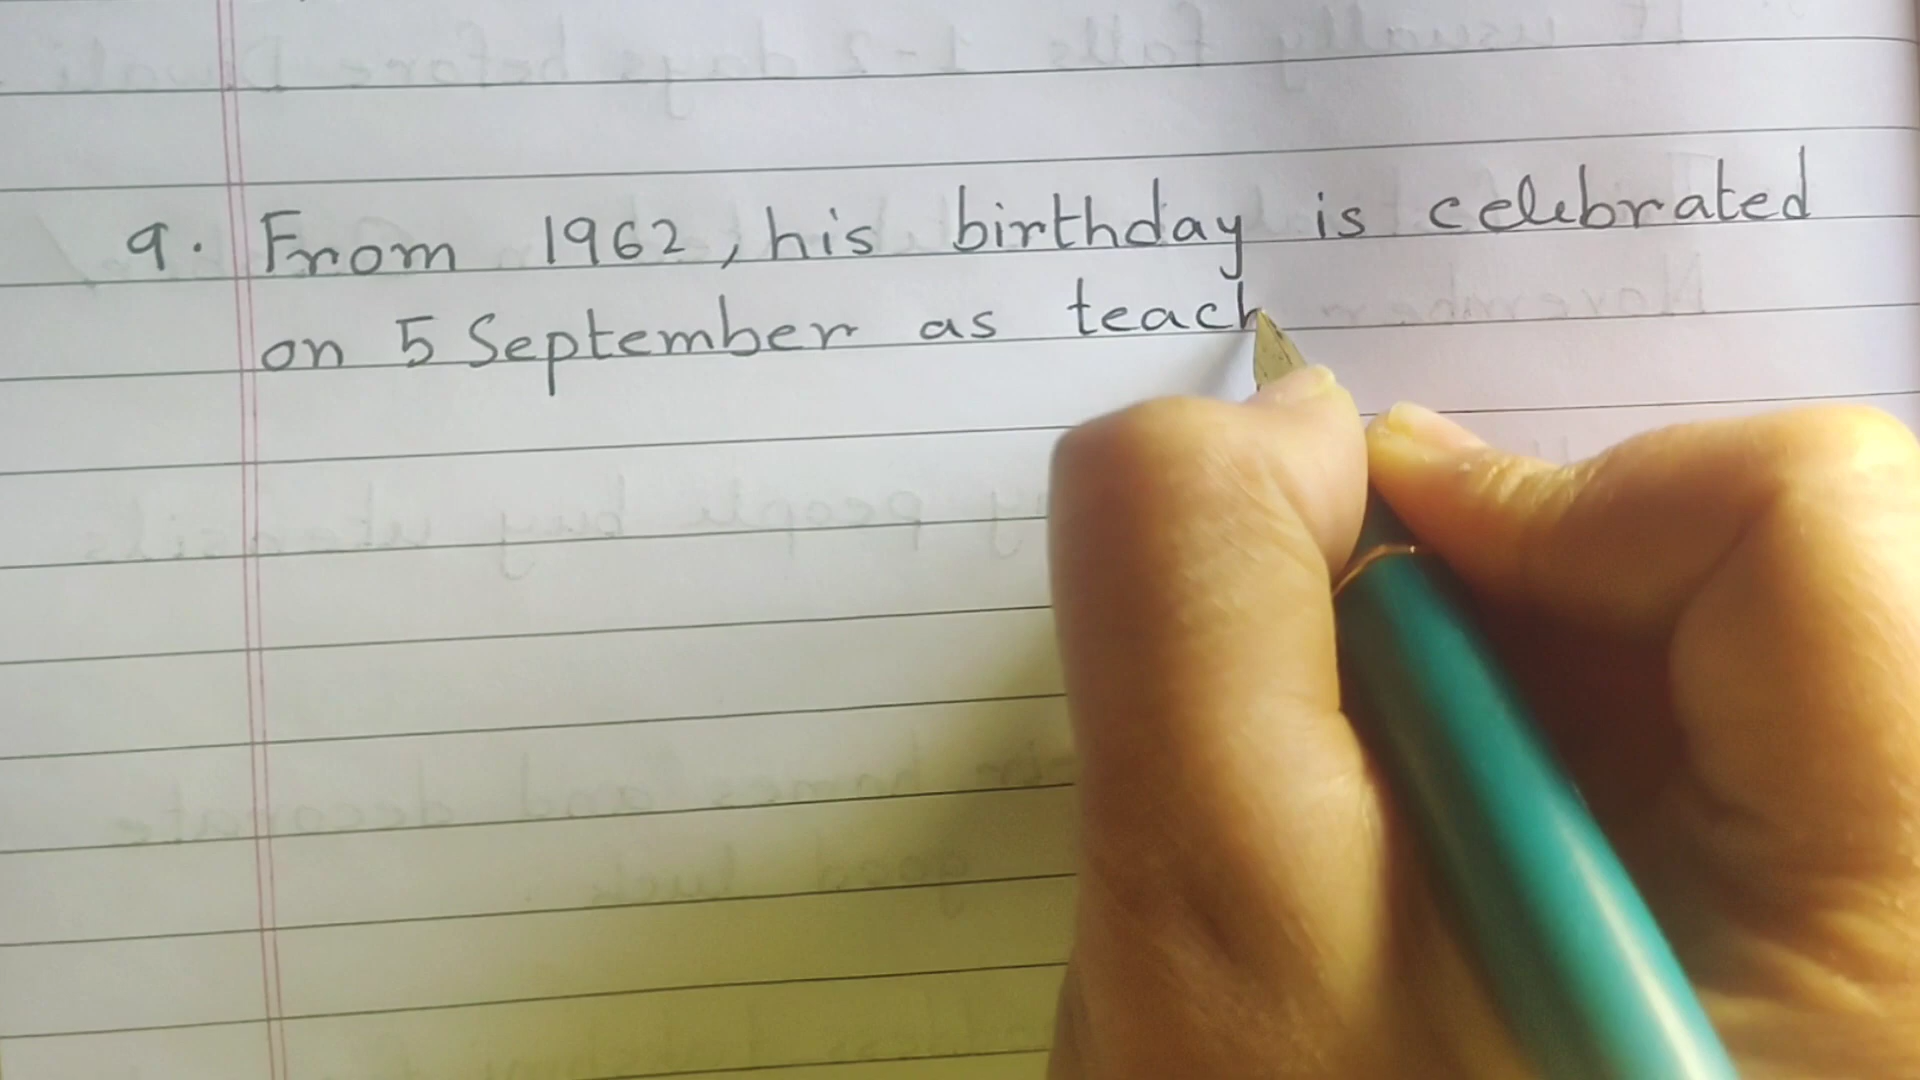 9. From 1962, his birthday is celebrated
on 5 September as teach